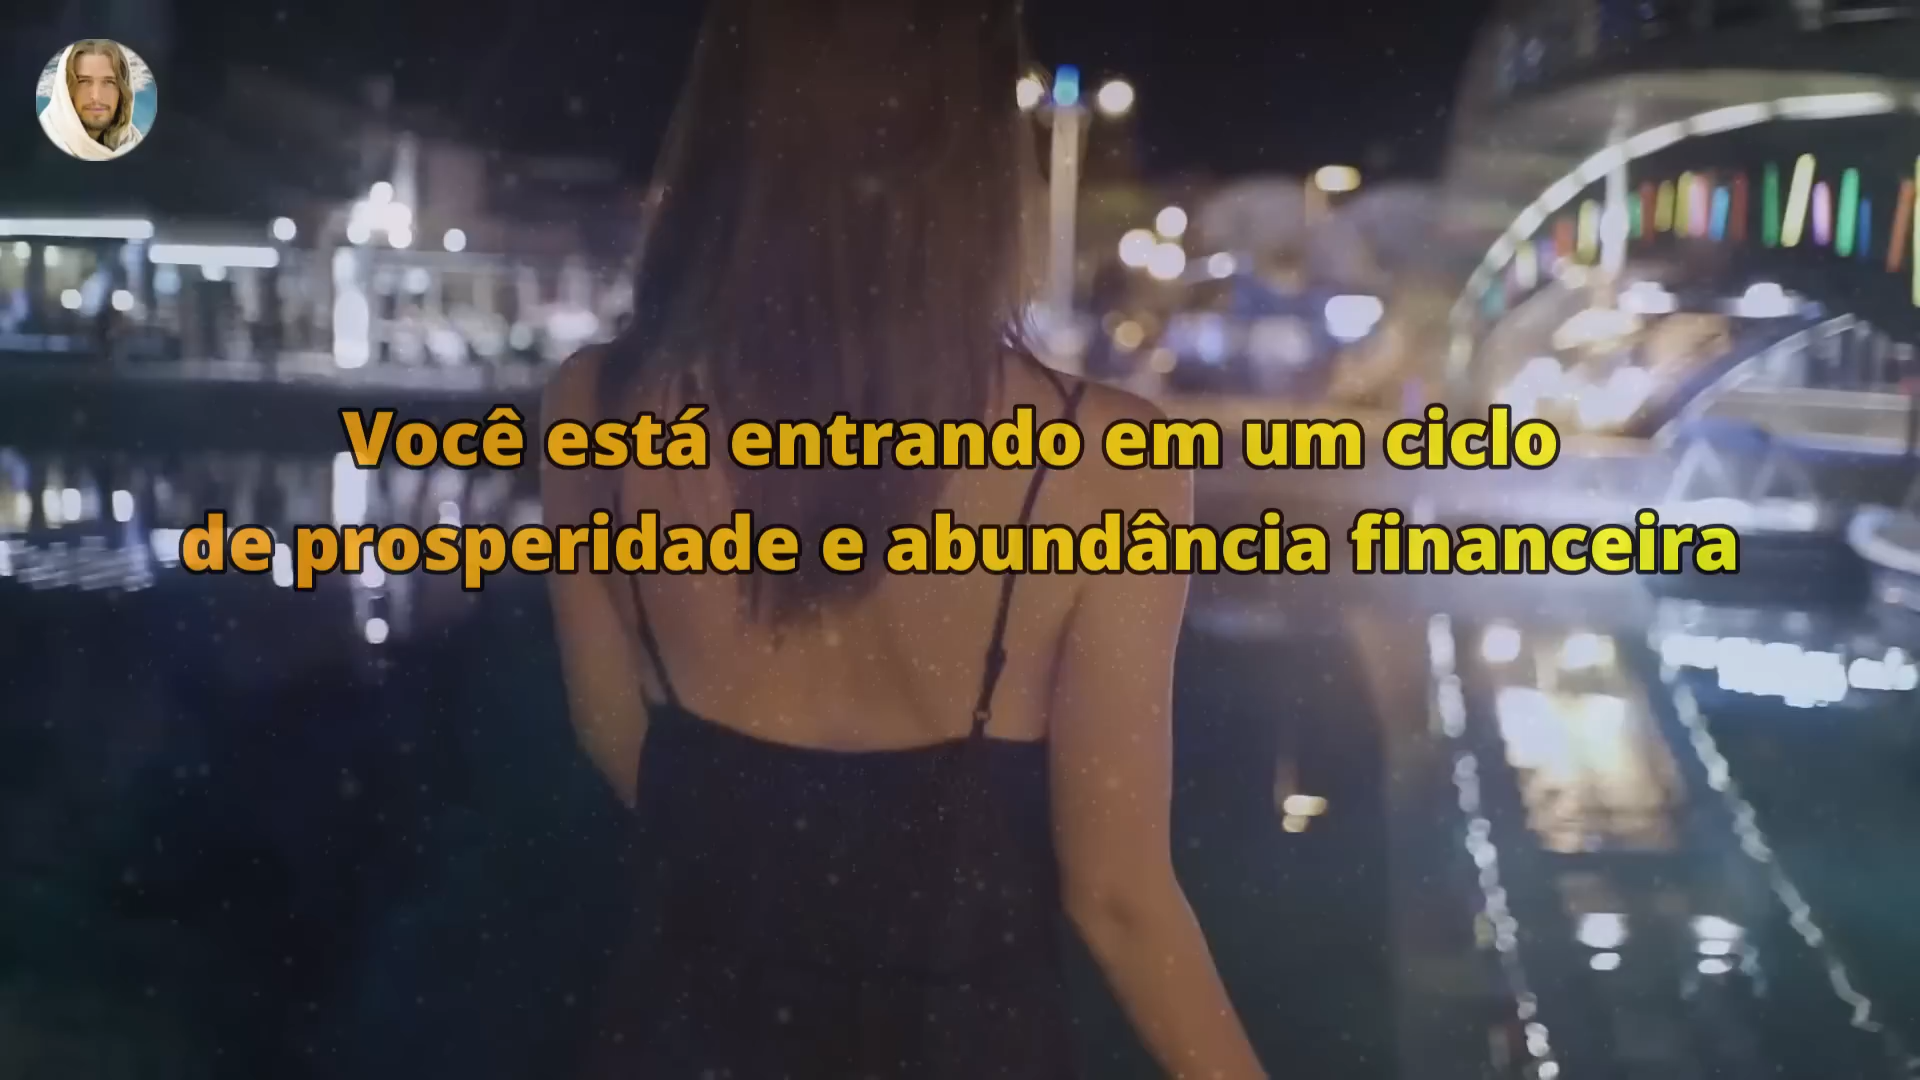 Você está entrando em um ciclo
de prosperidade e abundância financeira